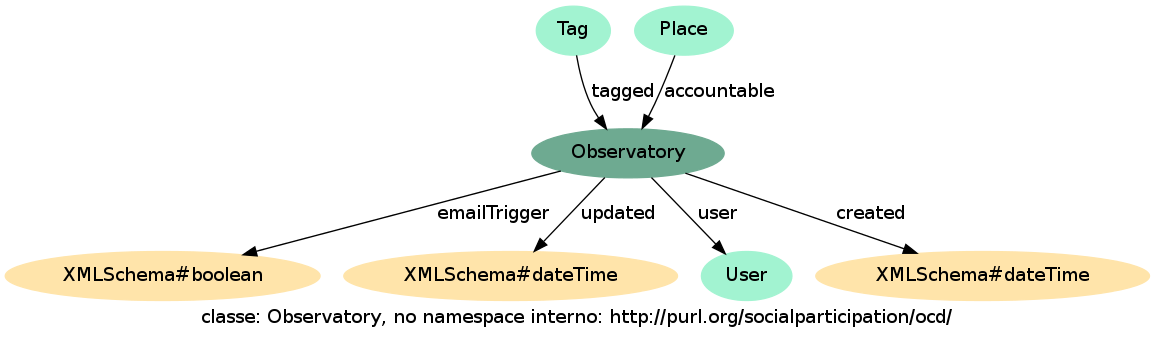 Tag
Place
tagged
accountable
Observatory
emailTrigger
updated
user
created
XMLSchema#boolean
XMLSchema#dateTime
User
XMLSchema#dateTime
classe: Observatory, no namespace interno: http://purl.org/socialparticipation/ocd/